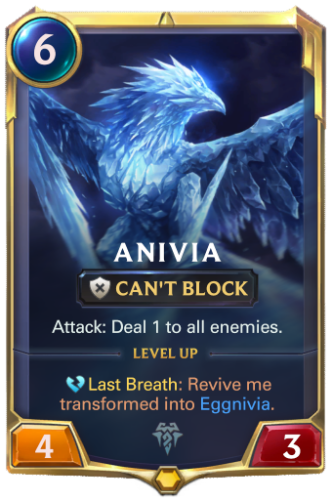 6
ANIVIA
CAN'T BLOCK
Attack: Deal 1 to all enemies.
LEVEL UP
Last Breath: Revive me
transformed into Eggnivia.
4
3